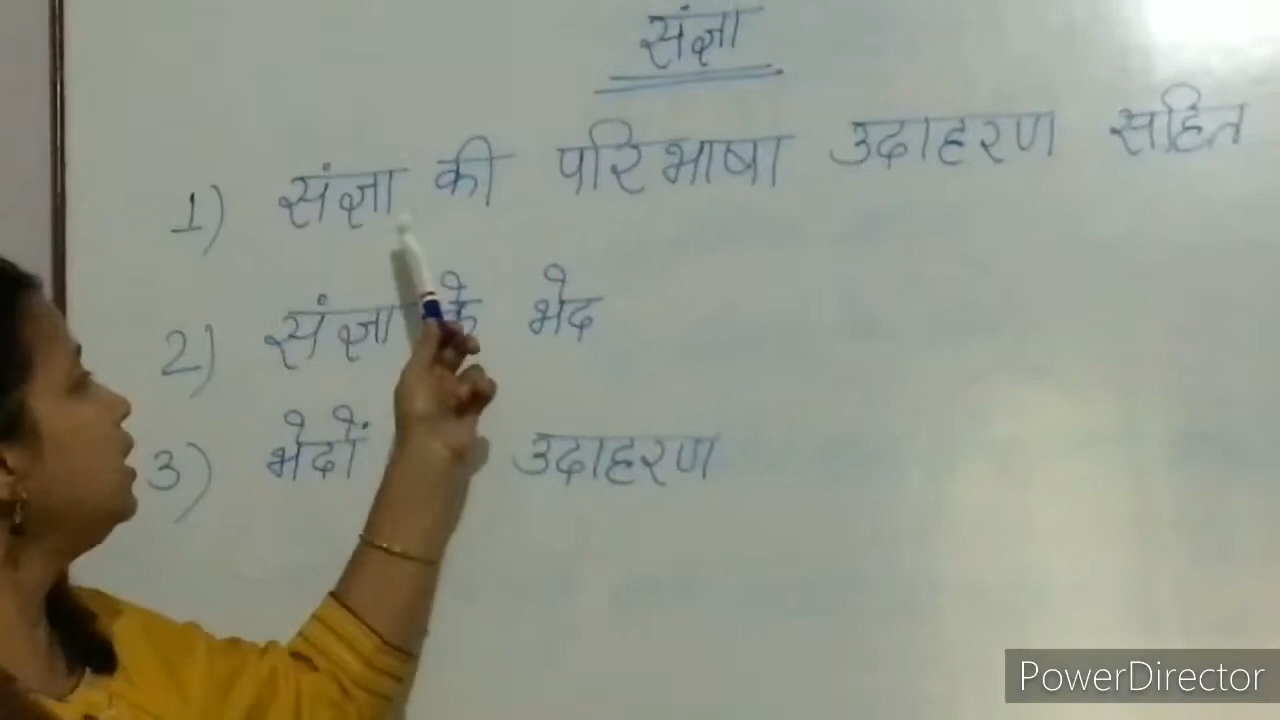 संज्ञा
1) संज्ञा की परिभाषा उदाहरण सहित
2) संज्ञा के भेद
3) भेदों उदाहरण
PowerDirector